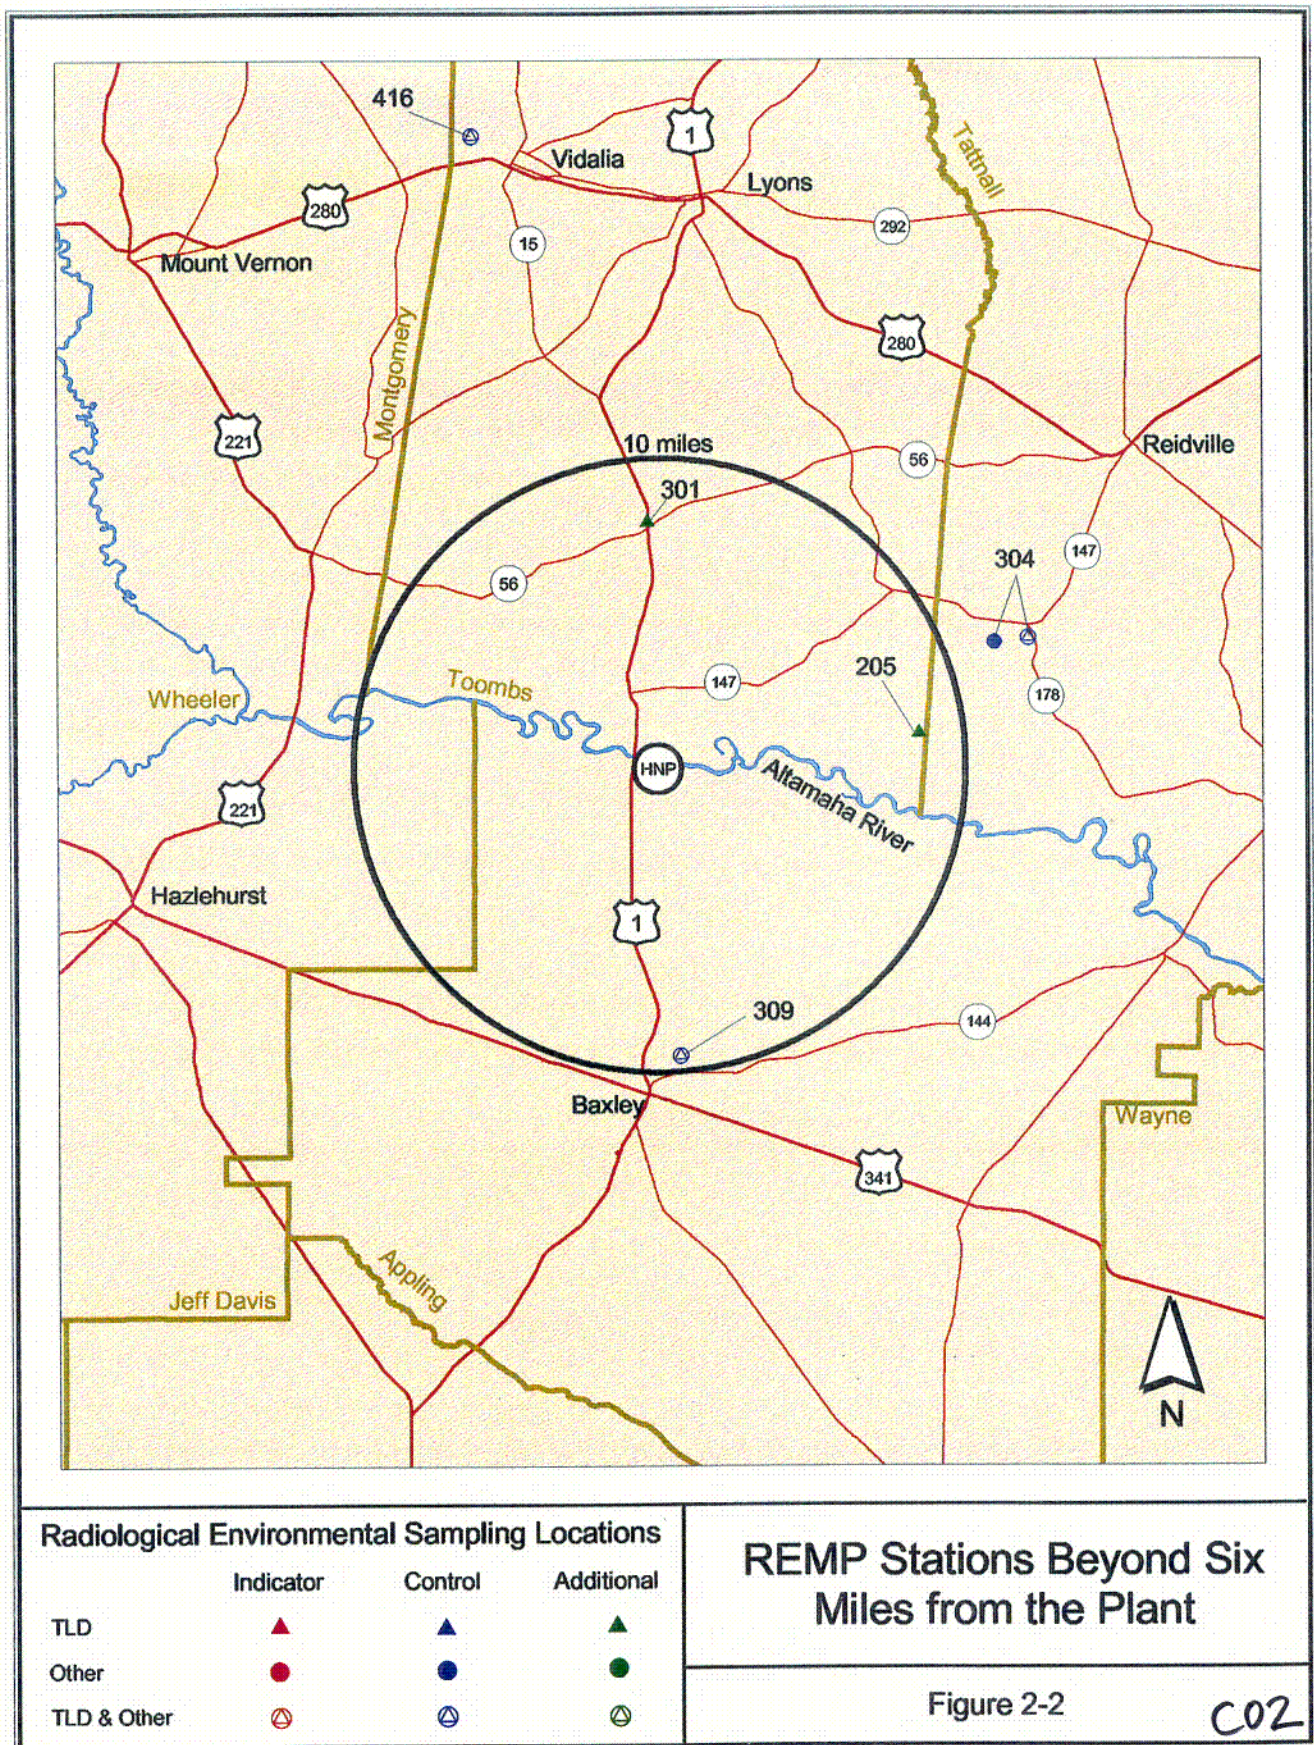 416
1
Vidalia
Tattnall
Lyons
280
292
15
Mount Vernon
Montgomery
280
221
10 miles
56
Reidville
301
147
304
56
205
Toombs
147
Wheeler
178
HNP
Altamaha River
221
Hazlehurst
1
309
144
Baxley
Wayne
341
Appling
Jeff Davis
N
Radiological Environmental Sampling Locations
Indicator Control Additional
TLD
Other
TLD & Other
REMP Stations Beyond Six
Miles from the Plant
Figure 2-2
C02